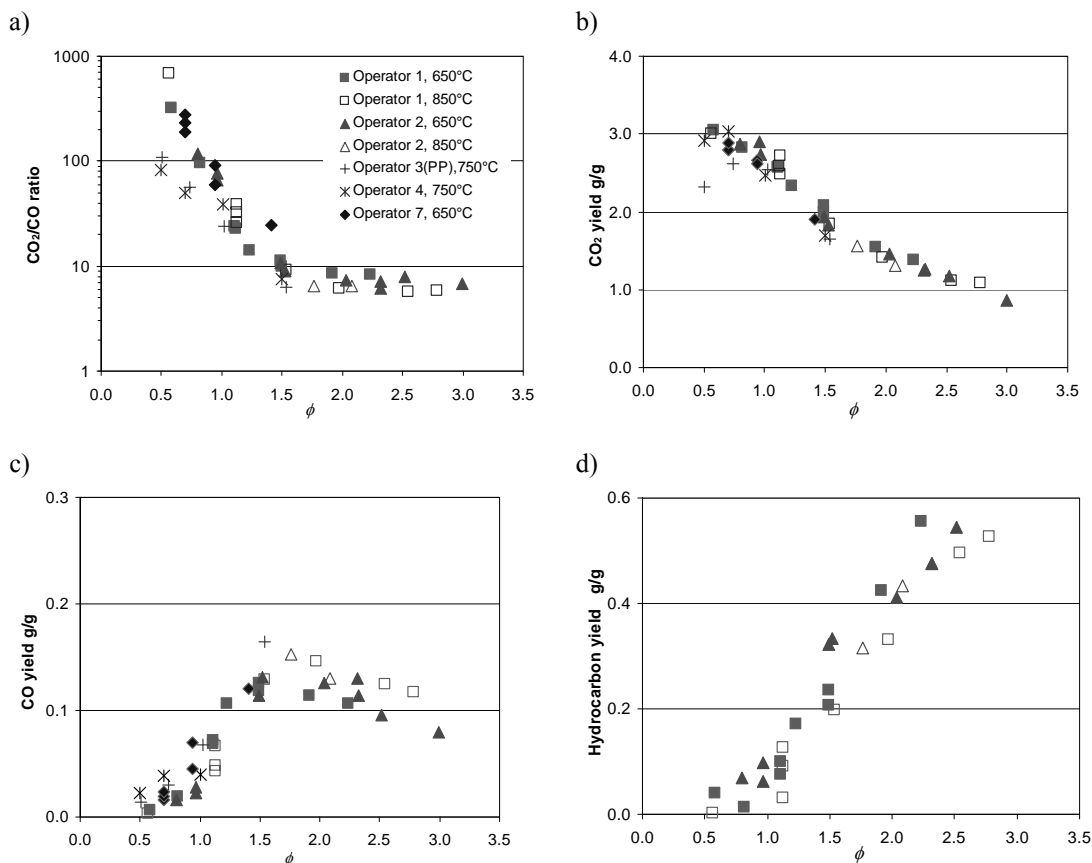 a)
CO₂/CO ratio
1000
100
10
1
0.0 0.5 1.0 1.5 2.0 2.5 3.0 3.5
ϕ
Operator 1, 650°C
Operator 1, 850°C
Operator 2, 650°C
Operator 2, 850°C
Operator 3(PP),750°C
Operator 4, 750°C
Operator 7, 650°C
b)
CO₂ yield g/g
4.0
3.0
2.0
1.0
0.0
0.0 0.5 1.0 1.5 2.0 2.5 3.0 3.5
ϕ
c)
CO yield g/g
0.3
0.2
0.1
0.0
0.0 0.5 1.0 1.5 2.0 2.5 3.0 3.5
ϕ
d)
Hydrocarbon yield g/g
0.6
0.4
0.2
0.0
0.0 0.5 1.0 1.5 2.0 2.5 3.0 3.5
ϕ